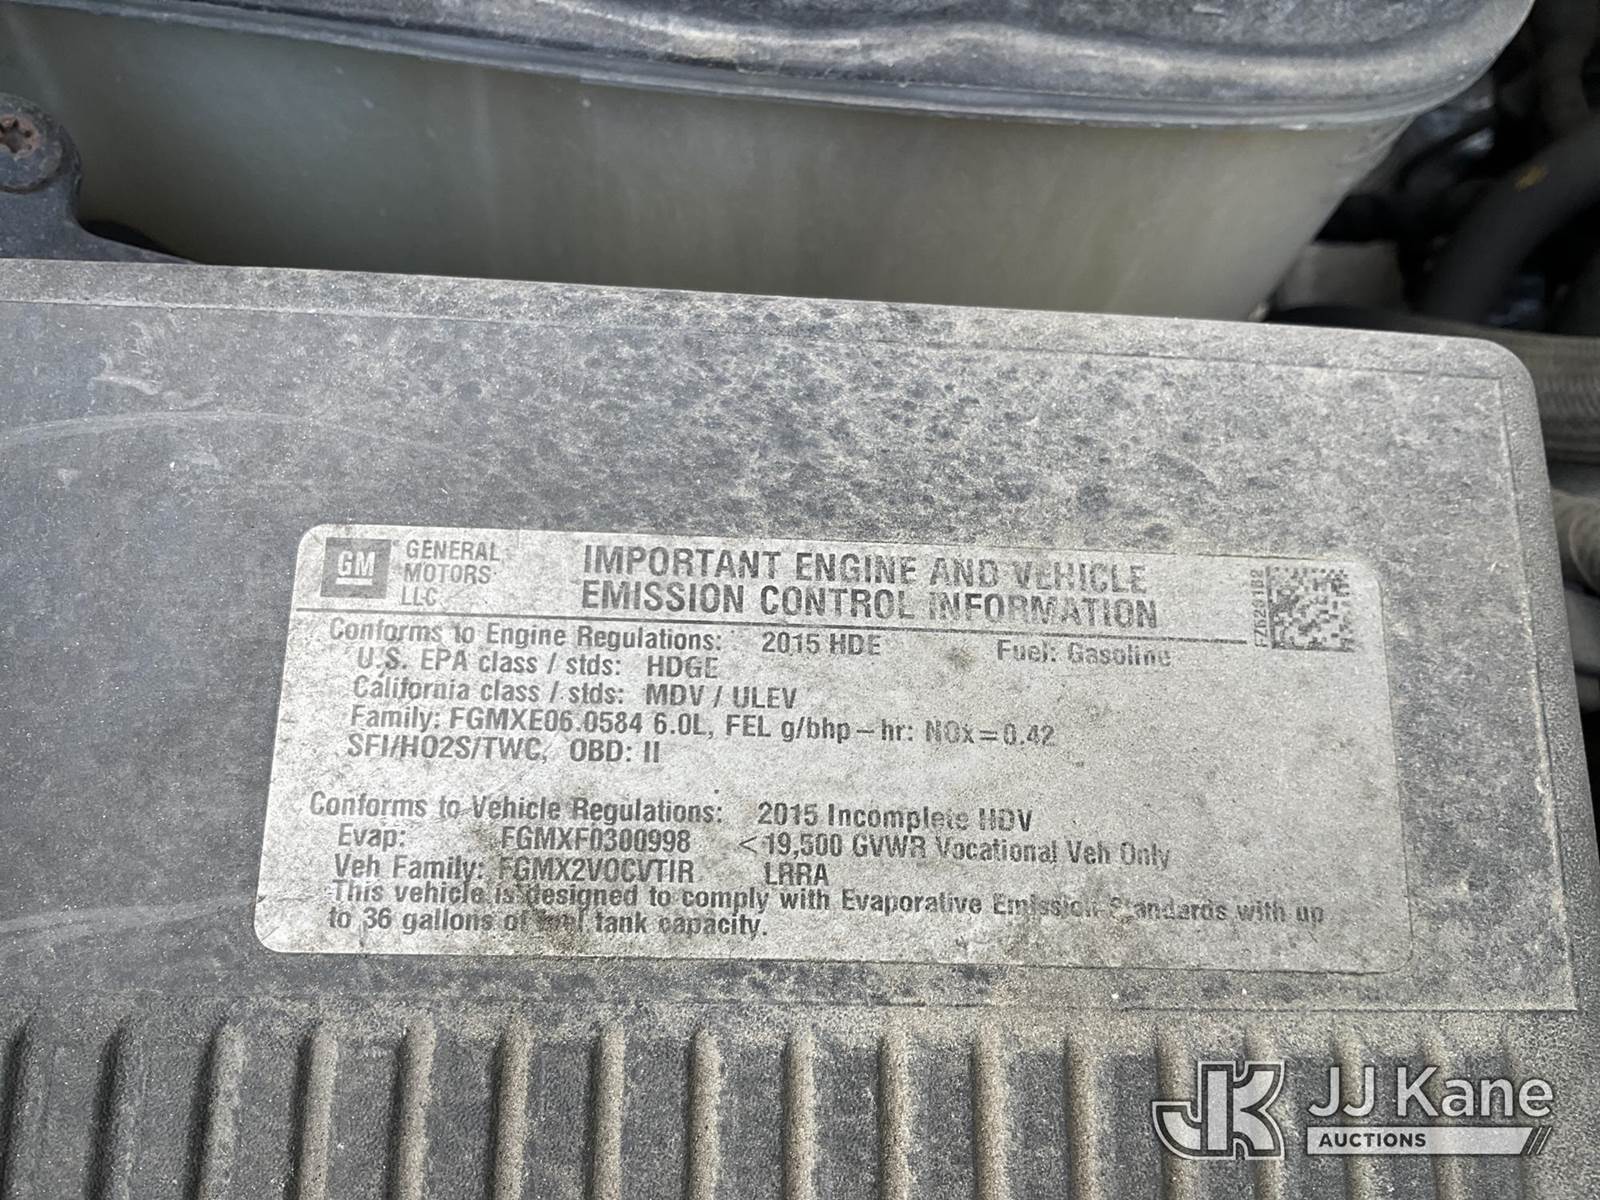 GM
GENERAL
MOTORS
LLC
IMPORTANT ENGINE AND VEHICLE
EMISSION CONTROL INFORMATION
Conforms to Engine Regulations: 2015 HDE Fuel: Gasoline
U.S. EPA class / stds: HDGE
California class / stds: MDV / ULEV
Family: FGMXE06.0584 6.0L, FEL g/bhp-hr: NOx=0.42
SFI/HO2S/TWC, OBD: II
Conforms to Vehicle Regulations: 2015 Incomplete HDV
Evap: FGMXF0300998 <19,500 GVWR Vocational Veh Only
Veh Family: FGMX2VOCVTIR LRRA
This vehicle is designed to comply with Evaporative Emission Standards with up
to 36 gallons of fuel tank capacity.
JK JJ Kane
AUCTIONS